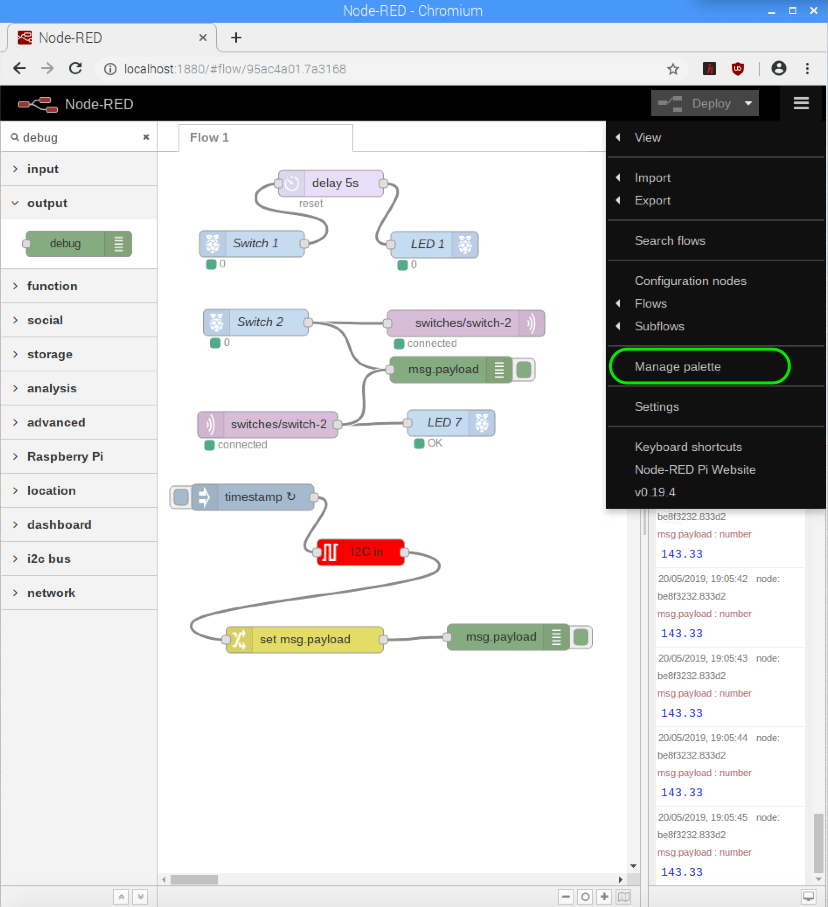 Node-RED - Chromium
Node-RED
localhost:1880/#flow/95ac4a01.7a3168
Node-RED
Deploy
debug
input
output
debug
function
social
storage
analysis
advanced
Raspberry Pi
location
dashboard
i2c bus
network
Flow 1
delay 5s
reset
Switch 1
0
LED 1
0
Switch 2
0
switches/switch-2
connected
msg.payload
switches/switch-2
connected
LED 7
OK
timestamp ↻
I2C in
set msg.payload
msg.payload
View
Import
Export
Search flows
Configuration nodes
Flows
Subflows
Manage palette
Settings
Keyboard shortcuts
Node-RED Pi Website
v0.19.4
be8f3232.833d2
msg.payload : number
143.33
20/05/2019, 19:05:42 node:
be8f3232.833d2
msg.payload : number
143.33
20/05/2019, 19:05:43 node:
be8f3232.833d2
msg.payload : number
143.33
20/05/2019, 19:05:44 node:
be8f3232.833d2
msg.payload : number
143.33
20/05/2019, 19:05:45 node:
be8f3232.833d2
msg.payload : number
143.33